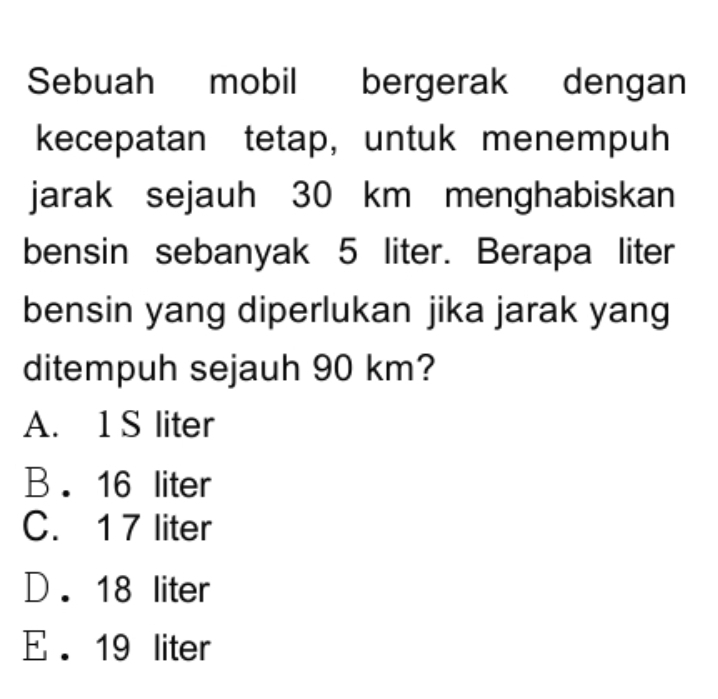 Sebuah mobil bergerak dengan
kecepatan tetap, untuk menempuh
jarak sejauh 30 km menghabiskan
bensin sebanyak 5 liter. Berapa liter
bensin yang diperlukan jika jarak yang
ditempuh sejauh 90 km?
A. 1S liter
B. 16 liter
C. 17 liter
D. 18 liter
E. 19 liter